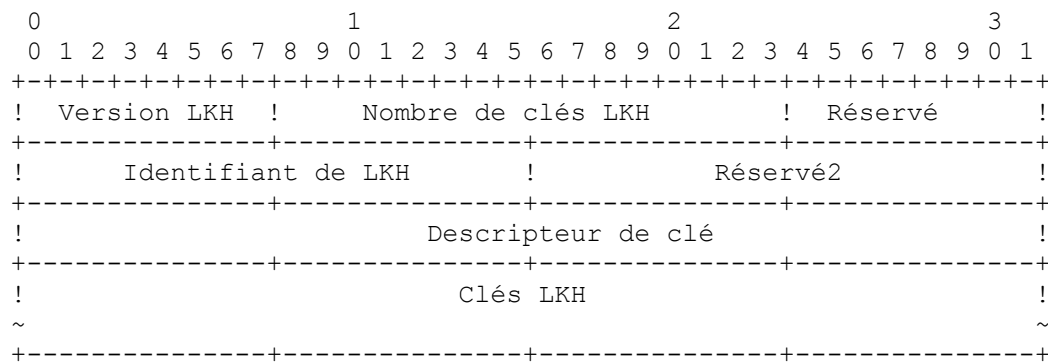 0                   1                   2                   3
 0 1 2 3 4 5 6 7 8 9 0 1 2 3 4 5 6 7 8 9 0 1 2 3 4 5 6 7 8 9 0 1
+-+-+-+-+-+-+-+-+-+-+-+-+-+-+-+-+-+-+-+-+-+-+-+-+-+-+-+-+-+-+-+-+
!  Version LKH  !     Nombre de clés LKH        !  Réservé      !
+---------------+---------------+---------------+---------------+
!      Identifiant de LKH       !           Réservé2            !
+---------------+---------------+---------------+---------------+
!                         Descripteur de clé                    !
+---------------+---------------+---------------+---------------+
!                           Clés LKH                            !
~                                                               ~
+---------------+---------------+---------------+---------------+